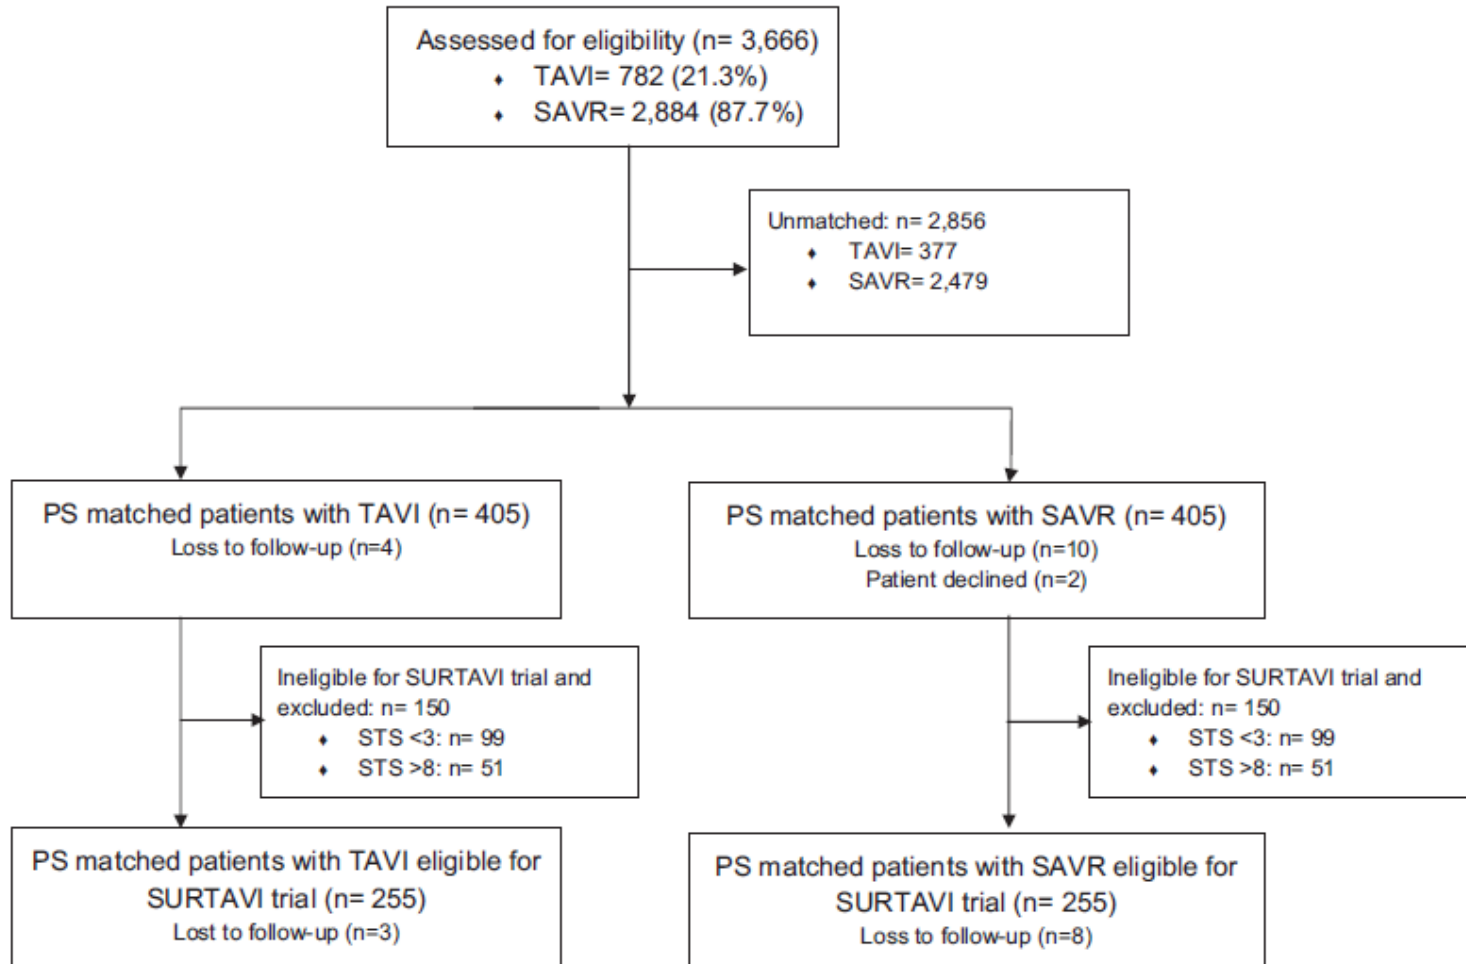 Assessed for eligibility (n= 3,666)
♦ TAVI= 782 (21.3%)
♦ SAVR= 2,884 (87.7%)
Unmatched: n= 2,856
♦ TAVI= 377
♦ SAVR= 2,479
PS matched patients with TAVI (n= 405)
Loss to follow-up (n=4)
PS matched patients with SAVR (n= 405)
Loss to follow-up (n=10)
Patient declined (n=2)
Ineligible for SURTAVI trial and
excluded: n= 150
♦ STS <3: n= 99
♦ STS >8: n= 51
Ineligible for SURTAVI trial and
excluded: n= 150
♦ STS <3: n= 99
♦ STS >8: n= 51
PS matched patients with TAVI eligible for
SURTAVI trial (n= 255)
Lost to follow-up (n=3)
PS matched patients with SAVR eligible for
SURTAVI trial (n= 255)
Loss to follow-up (n=8)